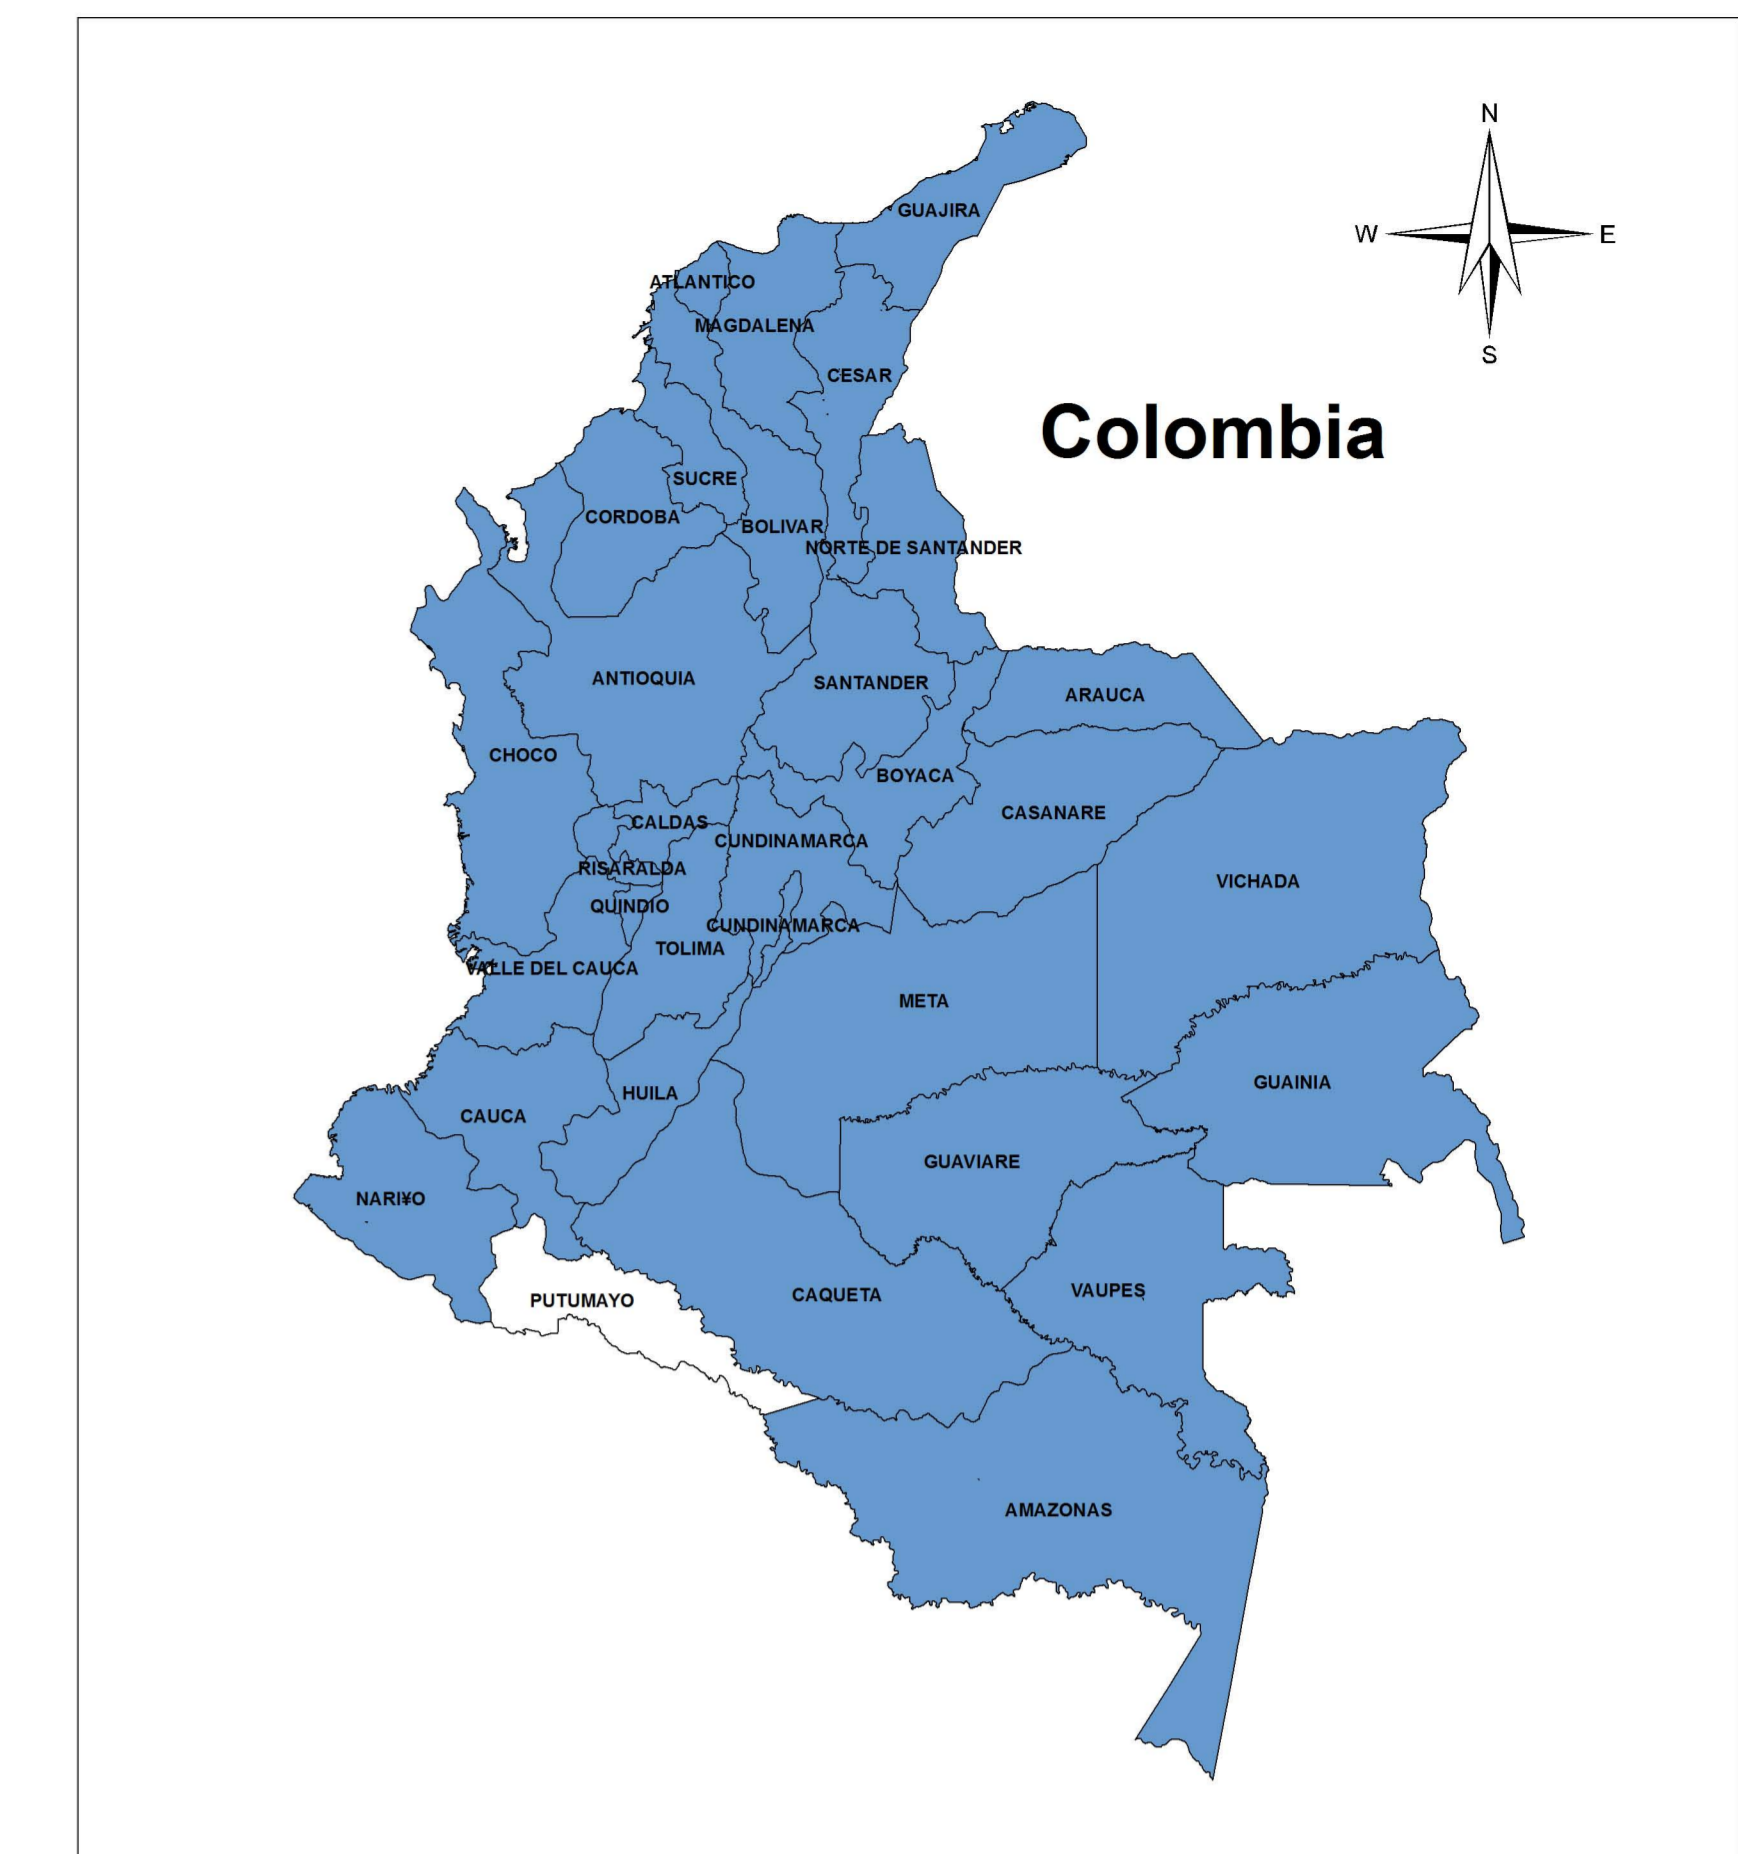 N
GUAJIRA
W
E
ATLANTICO
MAGDALENA
S
CESAR
Colombia
SUCRE
CORDOBA
BOLIVAR
NORTE DE SANTANDER
ANTIOQUIA
SANTANDER
ARAUCA
CHOCO
BOYACA
CASANARE
CALDAS
CUNDINAMARCA
RISARALDA
VICHADA
QUINDIO
CUNDINAMARCA
TOLIMA
VALLE DEL CAUCA
META
GUAINIA
HUILA
CAUCA
GUAVIARE
NARI¥O
VAUPES
CAQUETA
PUTUMAYO
AMAZONAS